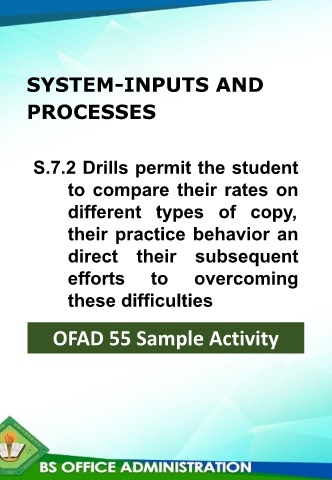 SYSTEM-INPUTS AND
PROCESSES
S.7.2 Drills permit the student
to compare their rates on
different types of copy,
their practice behavior an
direct their subsequent
efforts to overcoming
these difficulties
OFAD 55 Sample Activity
BS OFFICE ADMINISTRATION